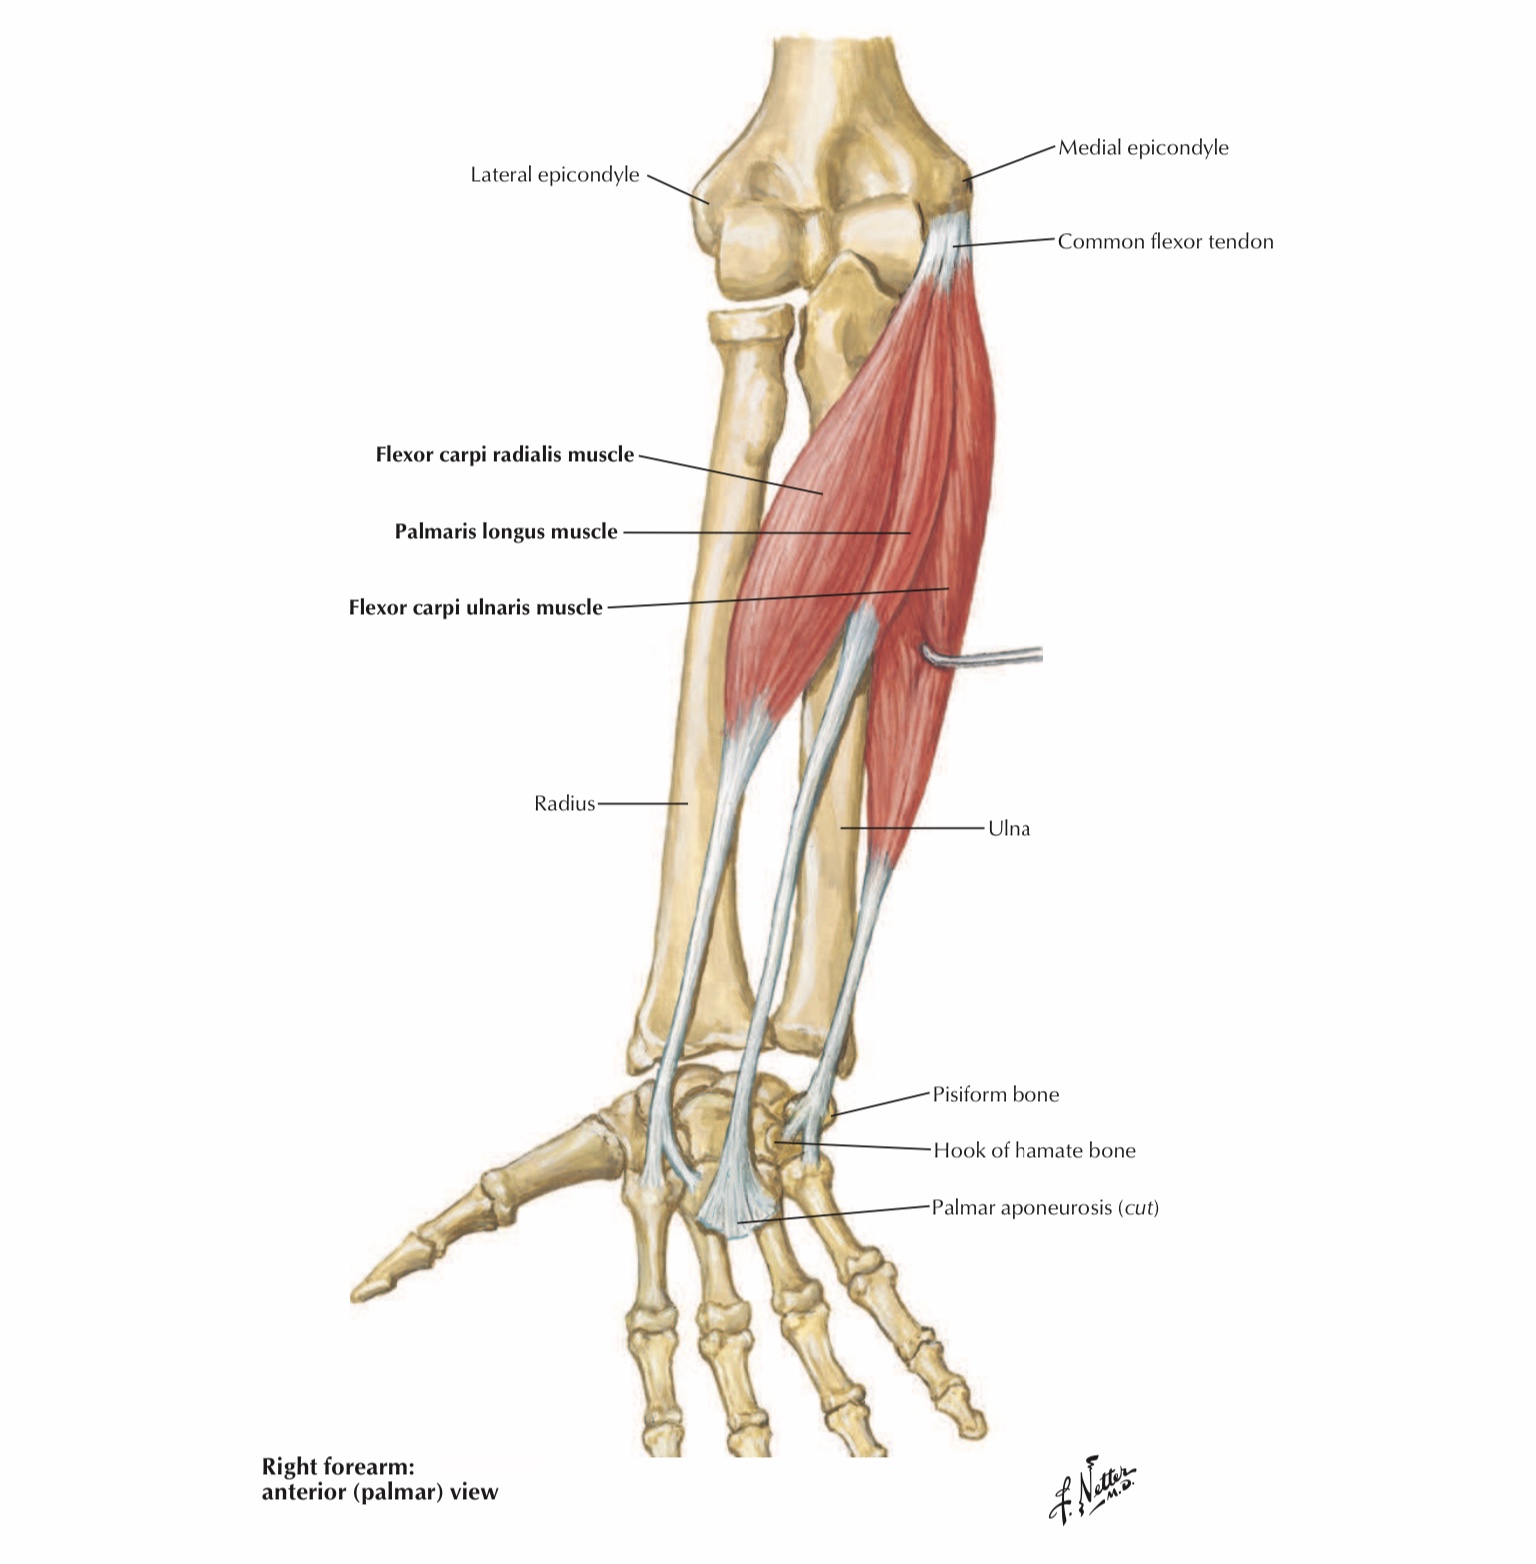 Medial epicondyle
Lateral epicondyle
Common flexor tendon
Flexor carpi radialis muscle
Palmaris longus muscle
Flexor carpi ulnaris muscle
Radius
Ulna
Pisiform bone
Hook of hamate bone
Palmar aponeurosis (cut)
Right forearm:
anterior (palmar) view
F. Netter
M.D.